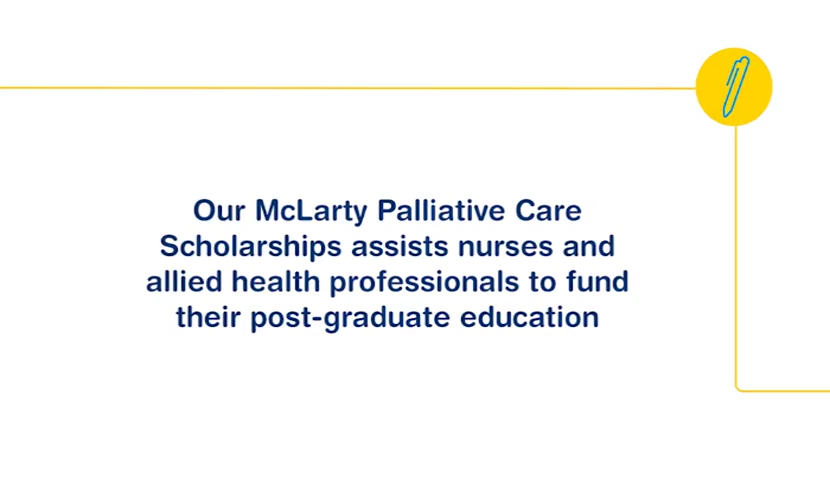 Our McLarty Palliative Care
Scholarships assists nurses and
allied health professionals to fund
their post-graduate education